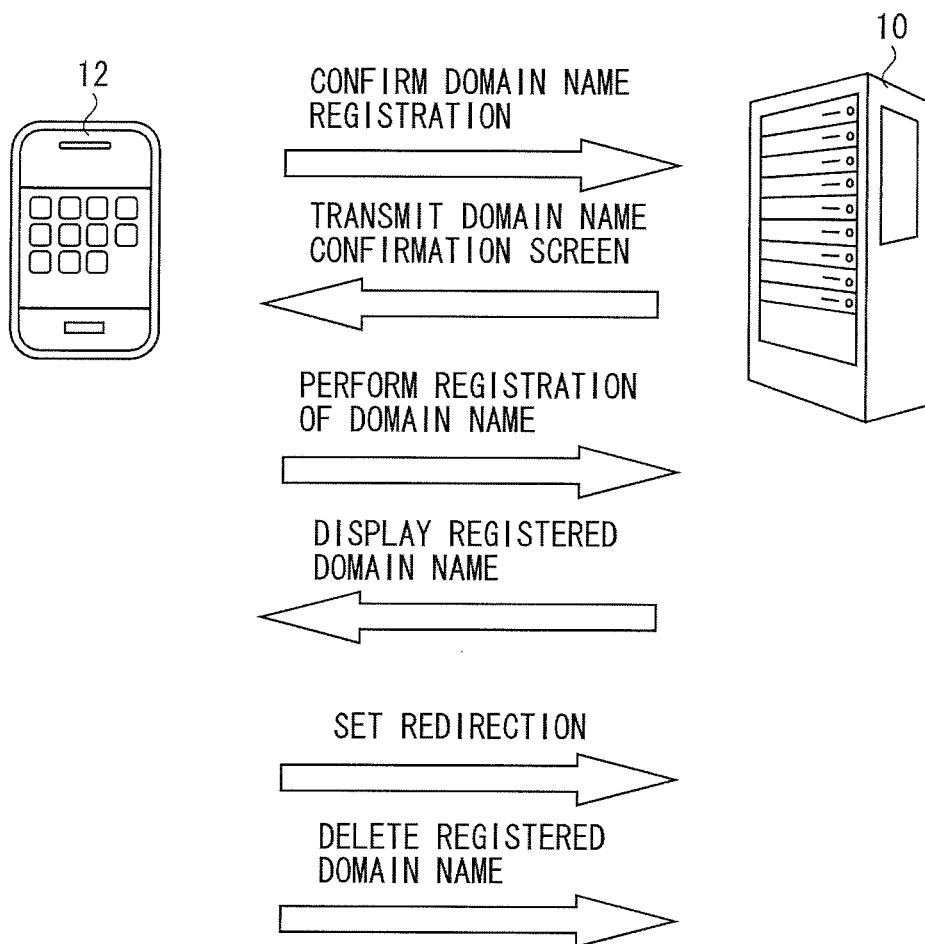 10
12
CONFIRM DOMAIN NAME
REGISTRATION
TRANSMIT DOMAIN NAME
CONFIRMATION SCREEN
PERFORM REGISTRATION
OF DOMAIN NAME
DISPLAY REGISTERED
DOMAIN NAME
SET REDIRECTION
DELETE REGISTERED
DOMAIN NAME